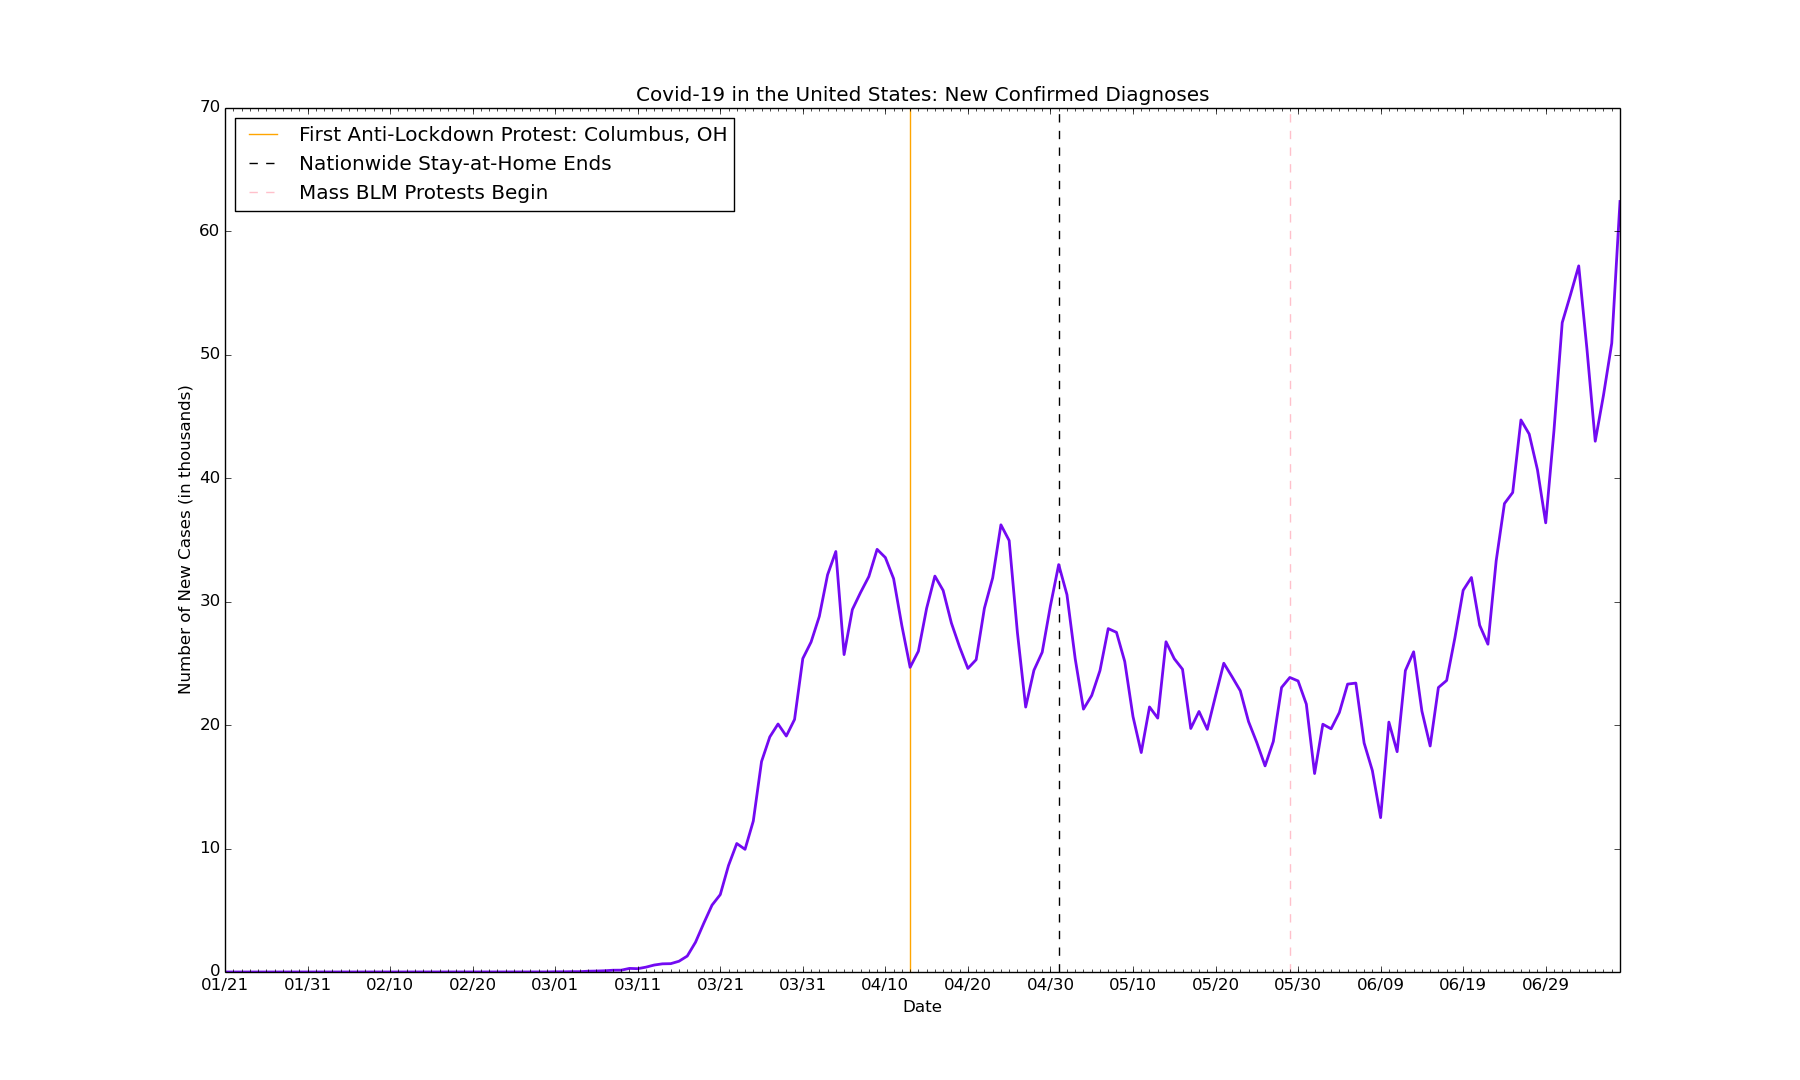 Covid-19 in the United States: New Confirmed Diagnoses
First Anti-Lockdown Protest: Columbus, OH
Nationwide Stay-at-Home Ends
Mass BLM Protests Begin
Number of New Cases (in thousands)
70
60
50
40
30
20
10
0
01/21 01/31 02/10 02/20 03/01 03/11 03/21 03/31 04/10 04/20 04/30 05/10 05/20 05/30 06/09 06/19 06/29
Date